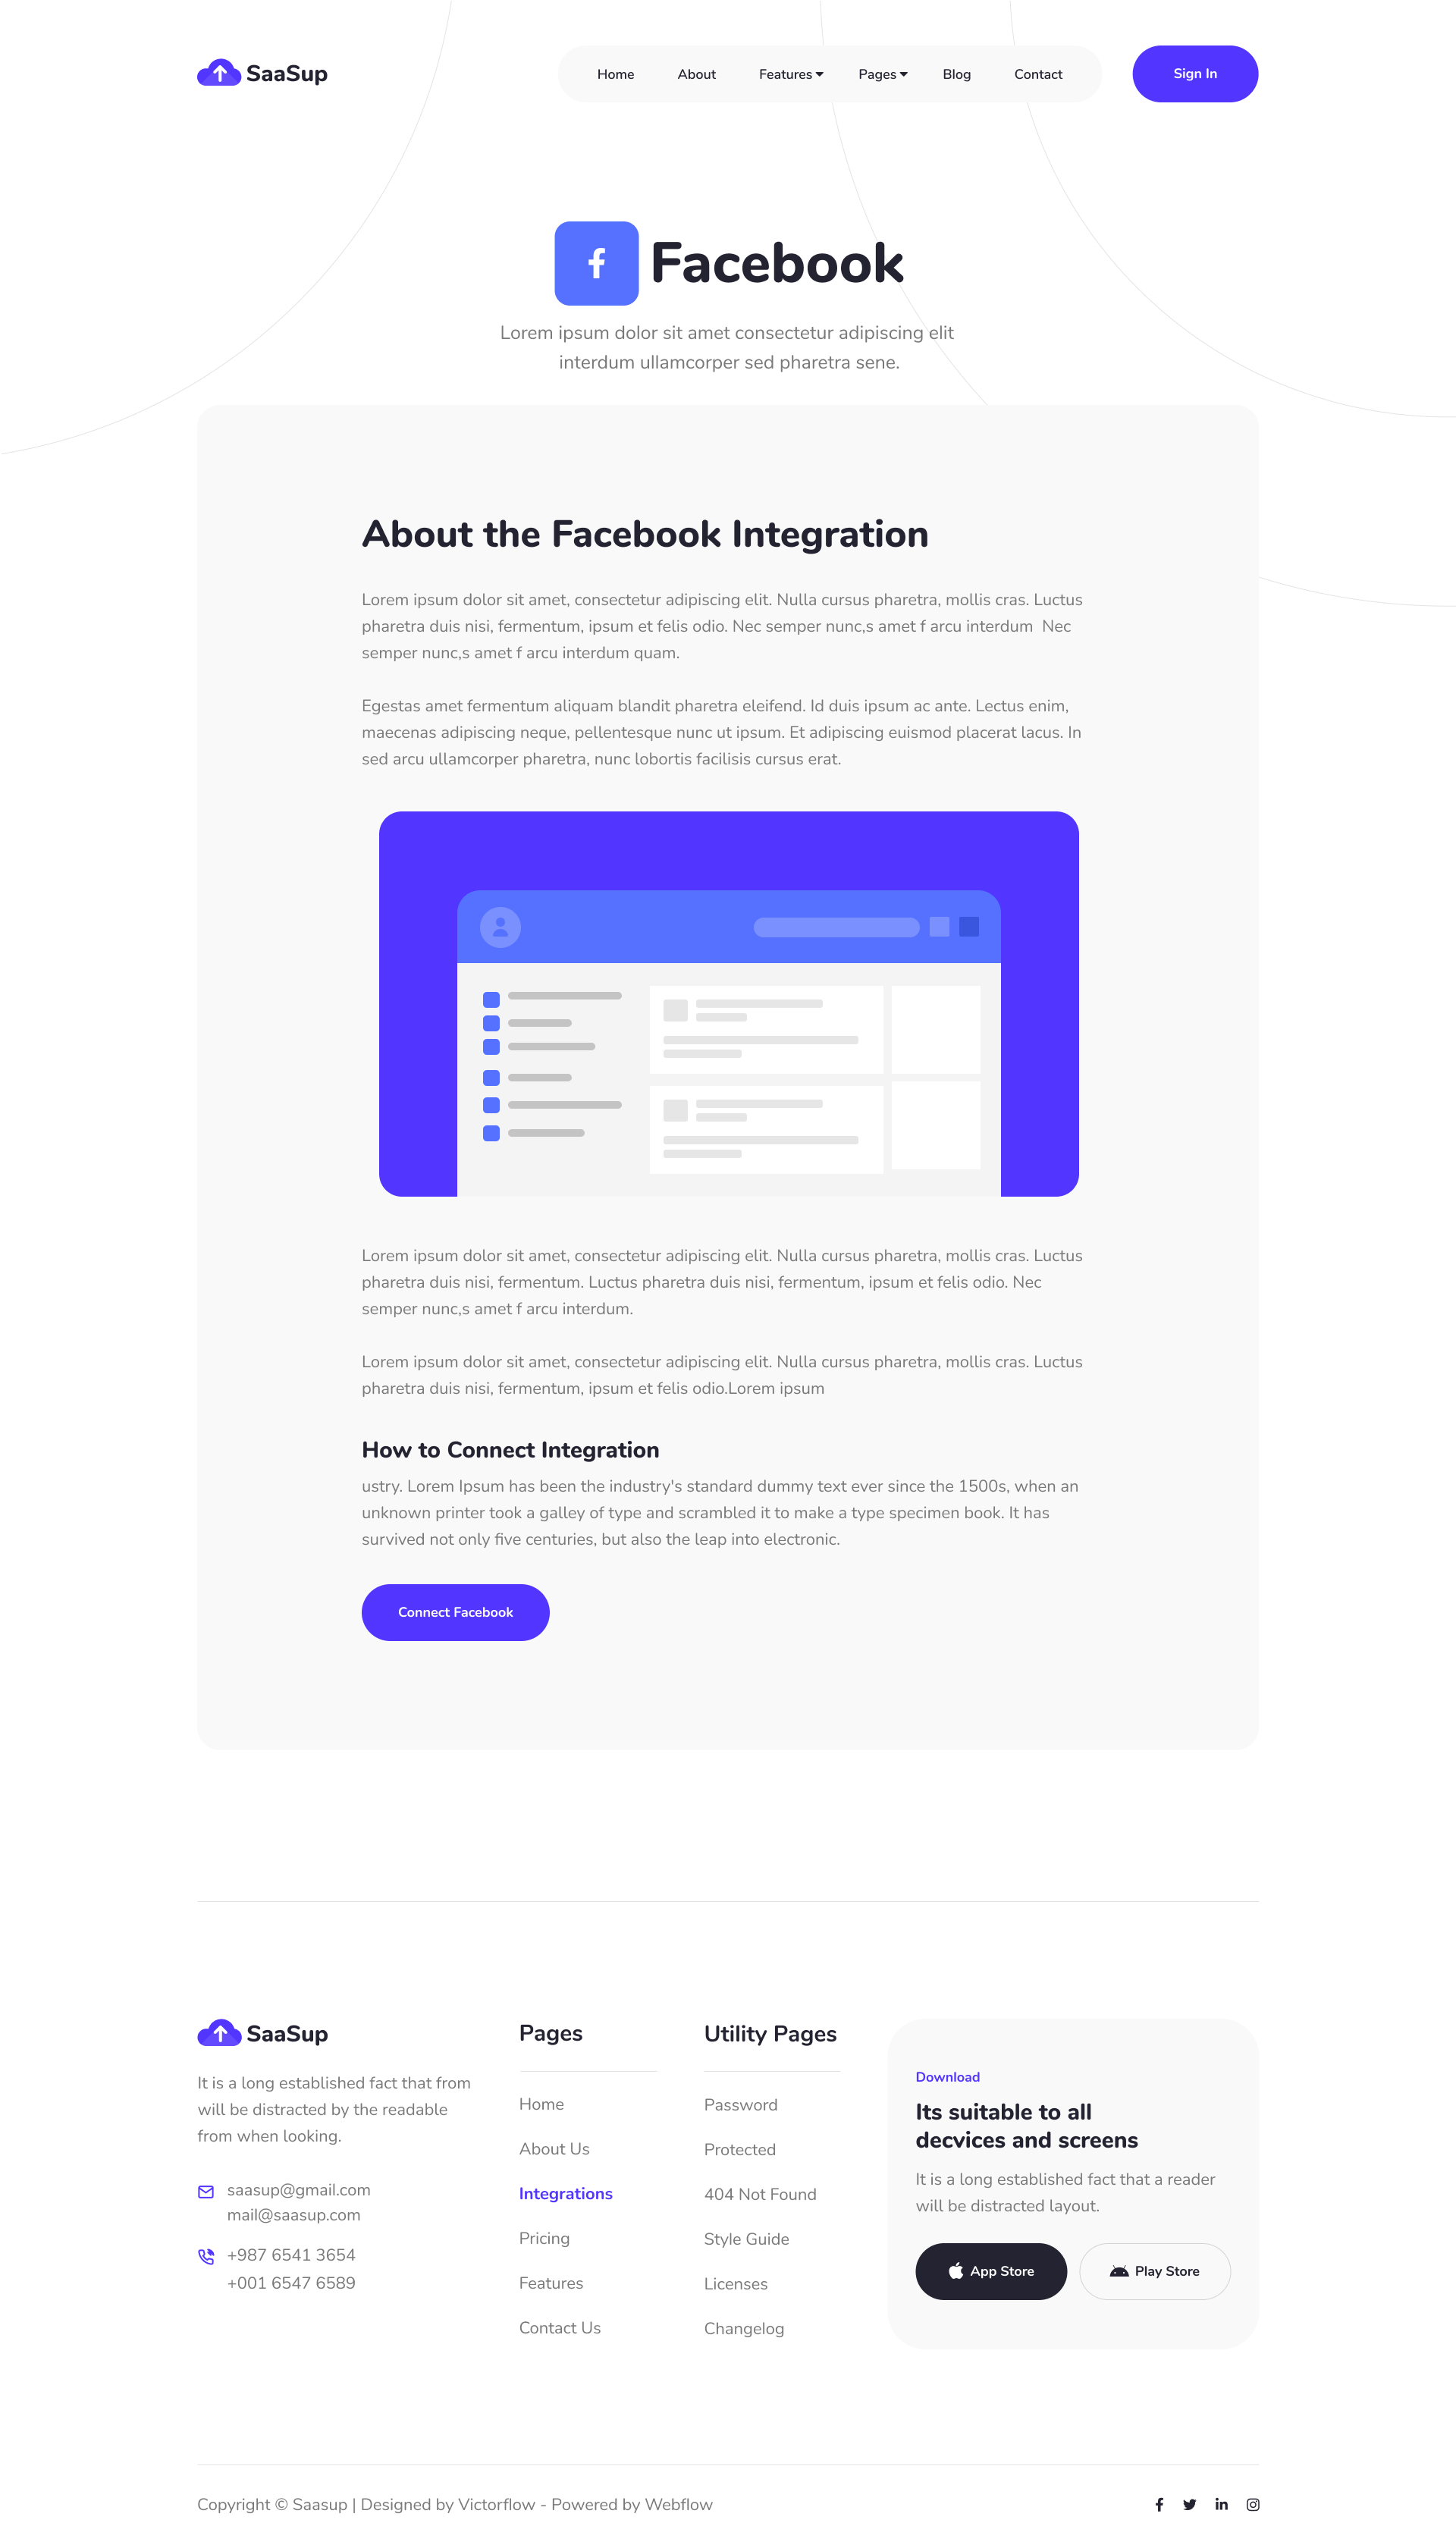 SaaSup
Home About Features Pages Blog Contact
Sign In
Facebook
Lorem ipsum dolor sit amet consectetur adipiscing elit
interdum ullamcorper sed pharetra sene.
About the Facebook Integration
Lorem ipsum dolor sit amet, consectetur adipiscing elit. Nulla cursus pharetra, mollis cras. Luctus
pharetra duis nisi, fermentum, ipsum et felis odio. Nec semper nunc,s amet f arcu interdum  Nec
semper nunc,s amet f arcu interdum quam.
Egestas amet fermentum aliquam blandit pharetra eleifend. Id duis ipsum ac ante. Lectus enim,
maecenas adipiscing neque, pellentesque nunc ut ipsum. Et adipiscing euismod placerat lacus. In
sed arcu ullamcorper pharetra, nunc lobortis facilisis cursus erat.
Lorem ipsum dolor sit amet, consectetur adipiscing elit. Nulla cursus pharetra, mollis cras. Luctus
pharetra duis nisi, fermentum. Luctus pharetra duis nisi, fermentum, ipsum et felis odio. Nec
semper nunc,s amet f arcu interdum.
Lorem ipsum dolor sit amet, consectetur adipiscing elit. Nulla cursus pharetra, mollis cras. Luctus
pharetra duis nisi, fermentum, ipsum et felis odio.Lorem ipsum
How to Connect Integration
ustry. Lorem Ipsum has been the industry's standard dummy text ever since the 1500s, when an
unknown printer took a galley of type and scrambled it to make a type specimen book. It has
survived not only five centuries, but also the leap into electronic.
Connect Facebook
SaaSup
It is a long established fact that from
will be distracted by the readable
from when looking.
saasup@gmail.com
mail@saasup.com
+987 6541 3654
+001 6547 6589
Pages
Home
About Us
Integrations
Pricing
Features
Contact Us
Utility Pages
Password
Protected
404 Not Found
Style Guide
Licenses
Changelog
Download
Its suitable to all
decvices and screens
It is a long established fact that a reader
will be distracted layout.
App Store
Play Store
Copyright © Saasup | Designed by Victorflow - Powered by Webflow